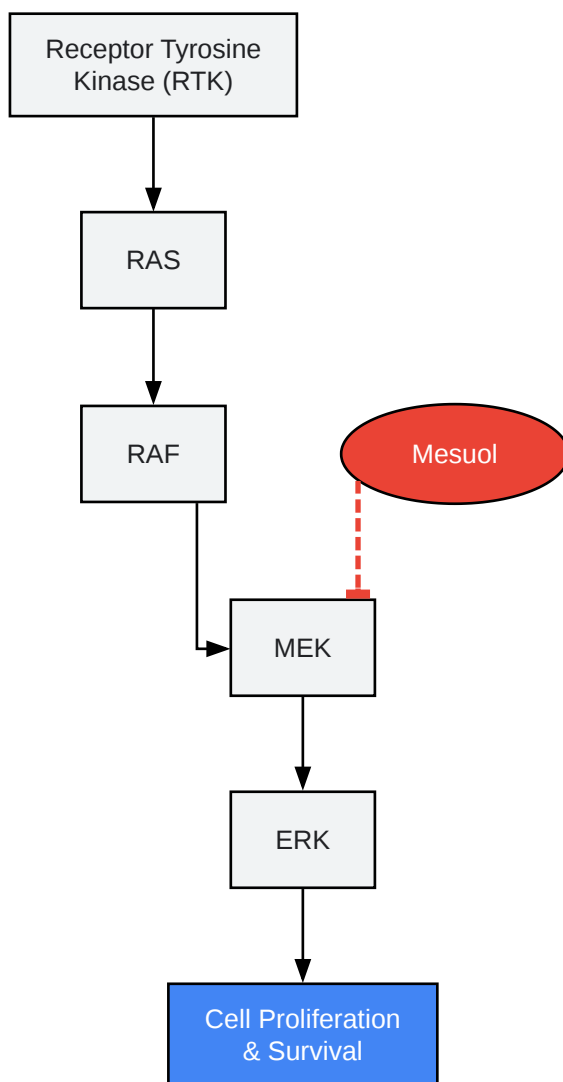 Receptor Tyrosine
Kinase (RTK)
RAS
RAF
Mesuol
MEK
ERK
Cell Proliferation
& Survival